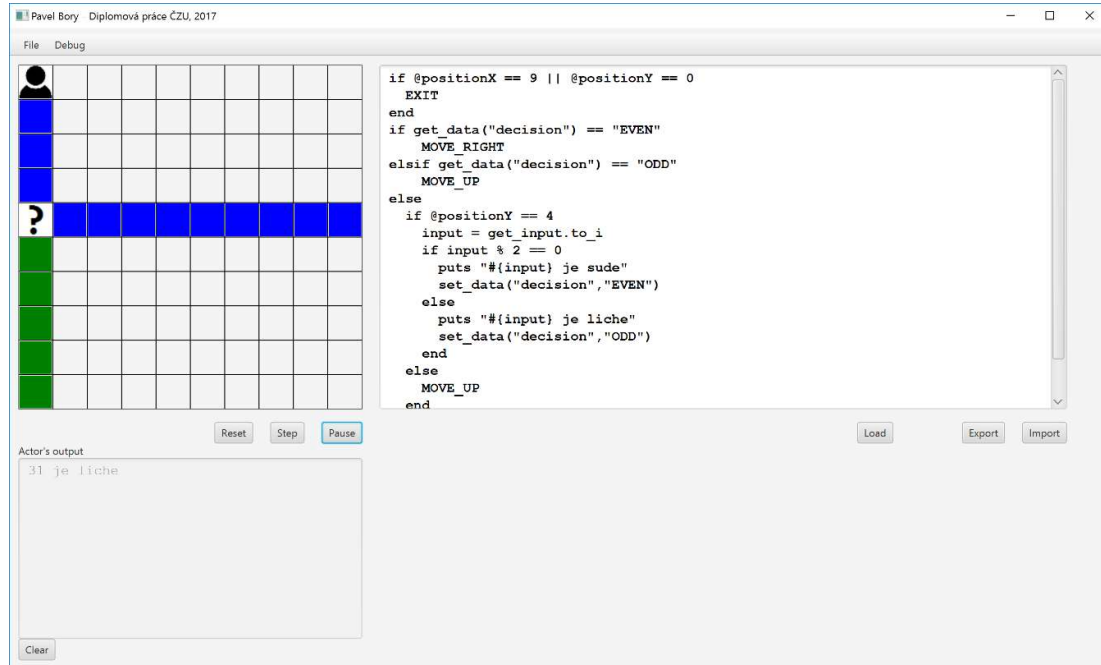 Pavel Bory Diplomová práce ČZU, 2017
File Debug
if @positionX == 9 || @positionY == 0
EXIT
end
if get_data("decision") == "EVEN"
MOVE_RIGHT
elsif get_data("decision") == "ODD"
MOVE_UP
else
if @positionY == 4
input = get_input.to_i
if input % 2 == 0
puts "#{input} je sude"
set_data("decision","EVEN")
else
puts "#{input} je liche"
set_data("decision","ODD")
end
else
MOVE_UP
end
?
Reset Step Pause
Load Export Import
Actor's output
31 je liche
Clear